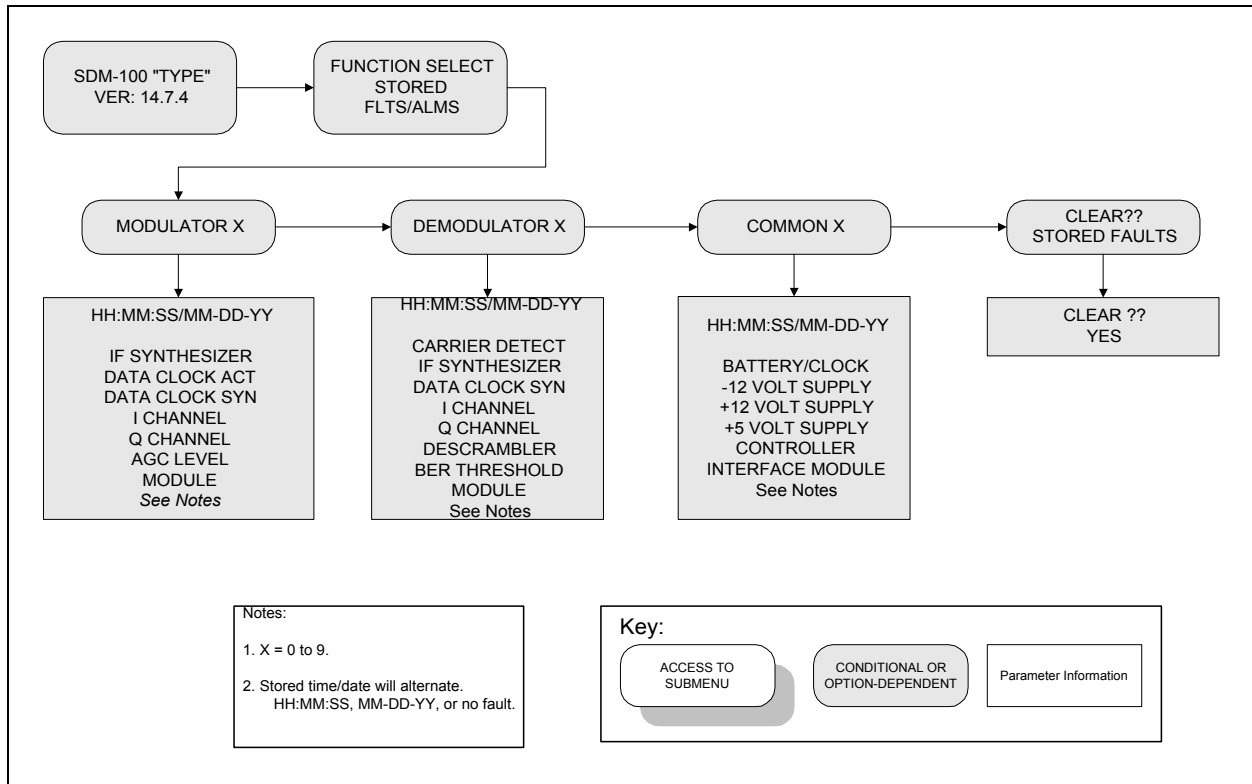 SDM-100 "TYPE"
VER: 14.7.4
FUNCTION SELECT
STORED
FLTS/ALMS
MODULATOR X
DEMODULATOR X
COMMON X
CLEAR??
STORED FAULTS
HH:MM:SS/MM-DD-YY
IF SYNTHESIZER
DATA CLOCK ACT
DATA CLOCK SYN
I CHANNEL
Q CHANNEL
AGC LEVEL
MODULE
See Notes
HH:MM:SS/MM-DD-YY
CARRIER DETECT
IF SYNTHESIZER
DATA CLOCK SYN
I CHANNEL
Q CHANNEL
DESCRAMBLER
BER THRESHOLD
MODULE
See Notes
HH:MM:SS/MM-DD-YY
BATTERY/CLOCK
-12 VOLT SUPPLY
+12 VOLT SUPPLY
+5 VOLT SUPPLY
CONTROLLER
INTERFACE MODULE
See Notes
CLEAR ??
YES
Notes:
1. X = 0 to 9.
2. Stored time/date will alternate.
HH:MM:SS, MM-DD-YY, or no fault.
Key:
ACCESS TO
SUBMENU
CONDITIONAL OR
OPTION-DEPENDENT
Parameter Information